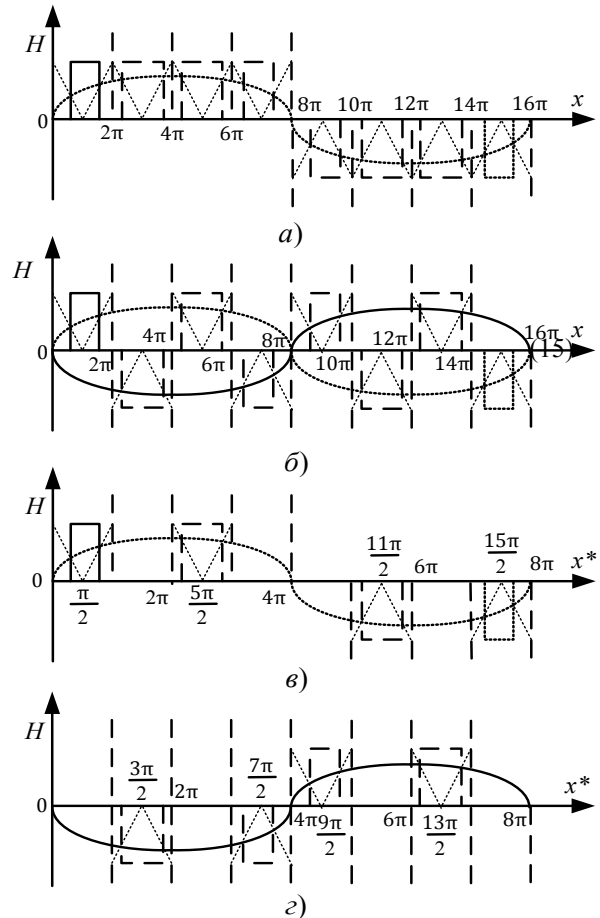 H
8π 10π 12π 14π 16π x
0 2π 4π 6π
а)
H
4π 8π 12π 16π x
0 2π 6π 10π 14π (15)
б)
H
11π/2 6π 15π/2 8π x*
0 π/2 2π 5π/2 4π
в)
H
3π/2 2π 7π/2 x*
0 4π 9π/2 6π 13π/2 8π
г)